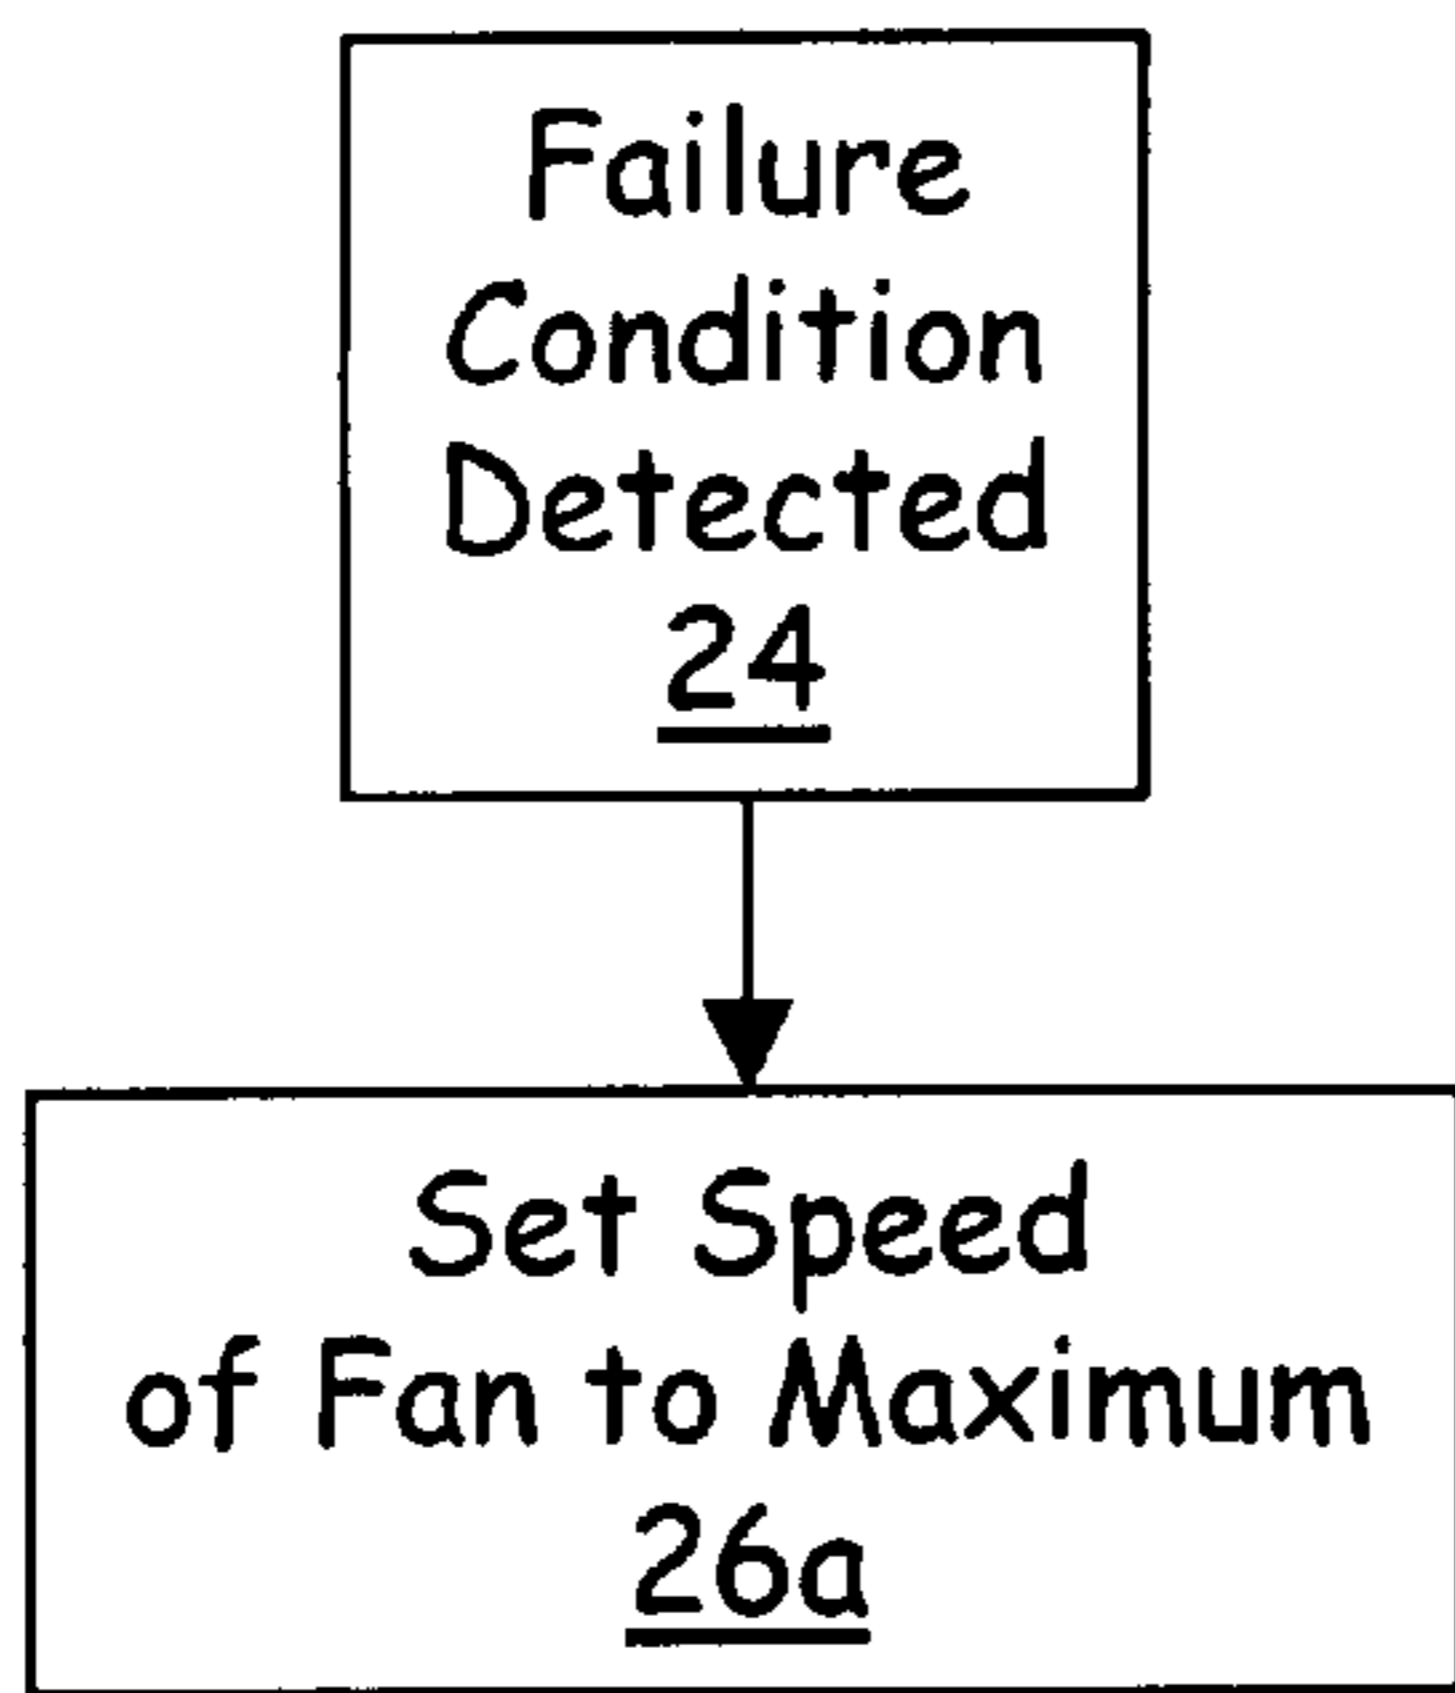 Failure
Condition
Detected
24
Set Speed
of Fan to Maximum
26a